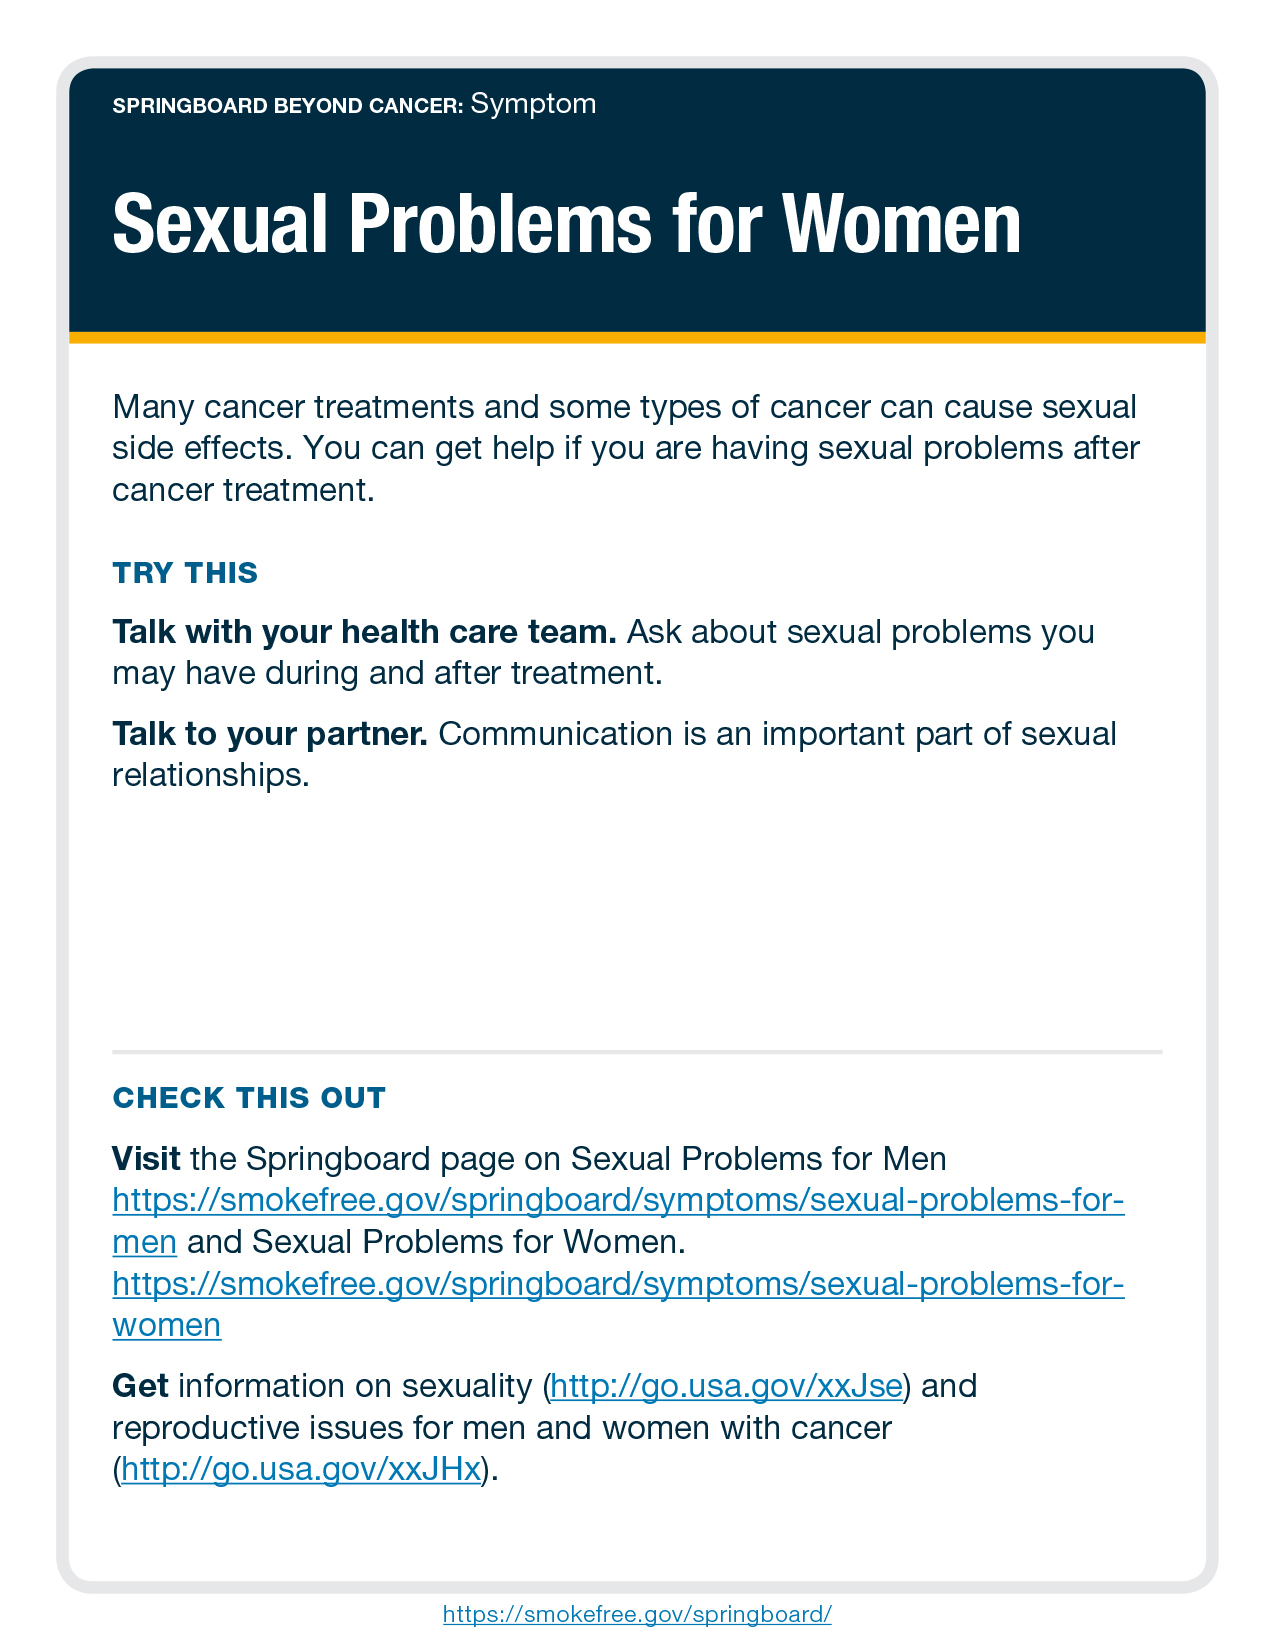 SPRINGBOARD BEYOND CANCER: Symptom
Sexual Problems for Women
Many cancer treatments and some types of cancer can cause sexual
side effects. You can get help if you are having sexual problems after
cancer treatment.
TRY THIS
Talk with your health care team. Ask about sexual problems you
may have during and after treatment.
Talk to your partner. Communication is an important part of sexual
relationships.
CHECK THIS OUT
Visit the Springboard page on Sexual Problems for Men
https://smokefree.gov/springboard/symptoms/sexual-problems-for-
men and Sexual Problems for Women.
https://smokefree.gov/springboard/symptoms/sexual-problems-for-
women
Get information on sexuality (http://go.usa.gov/xxJse) and
reproductive issues for men and women with cancer
(http://go.usa.gov/xxJHx).
https://smokefree.gov/springboard/